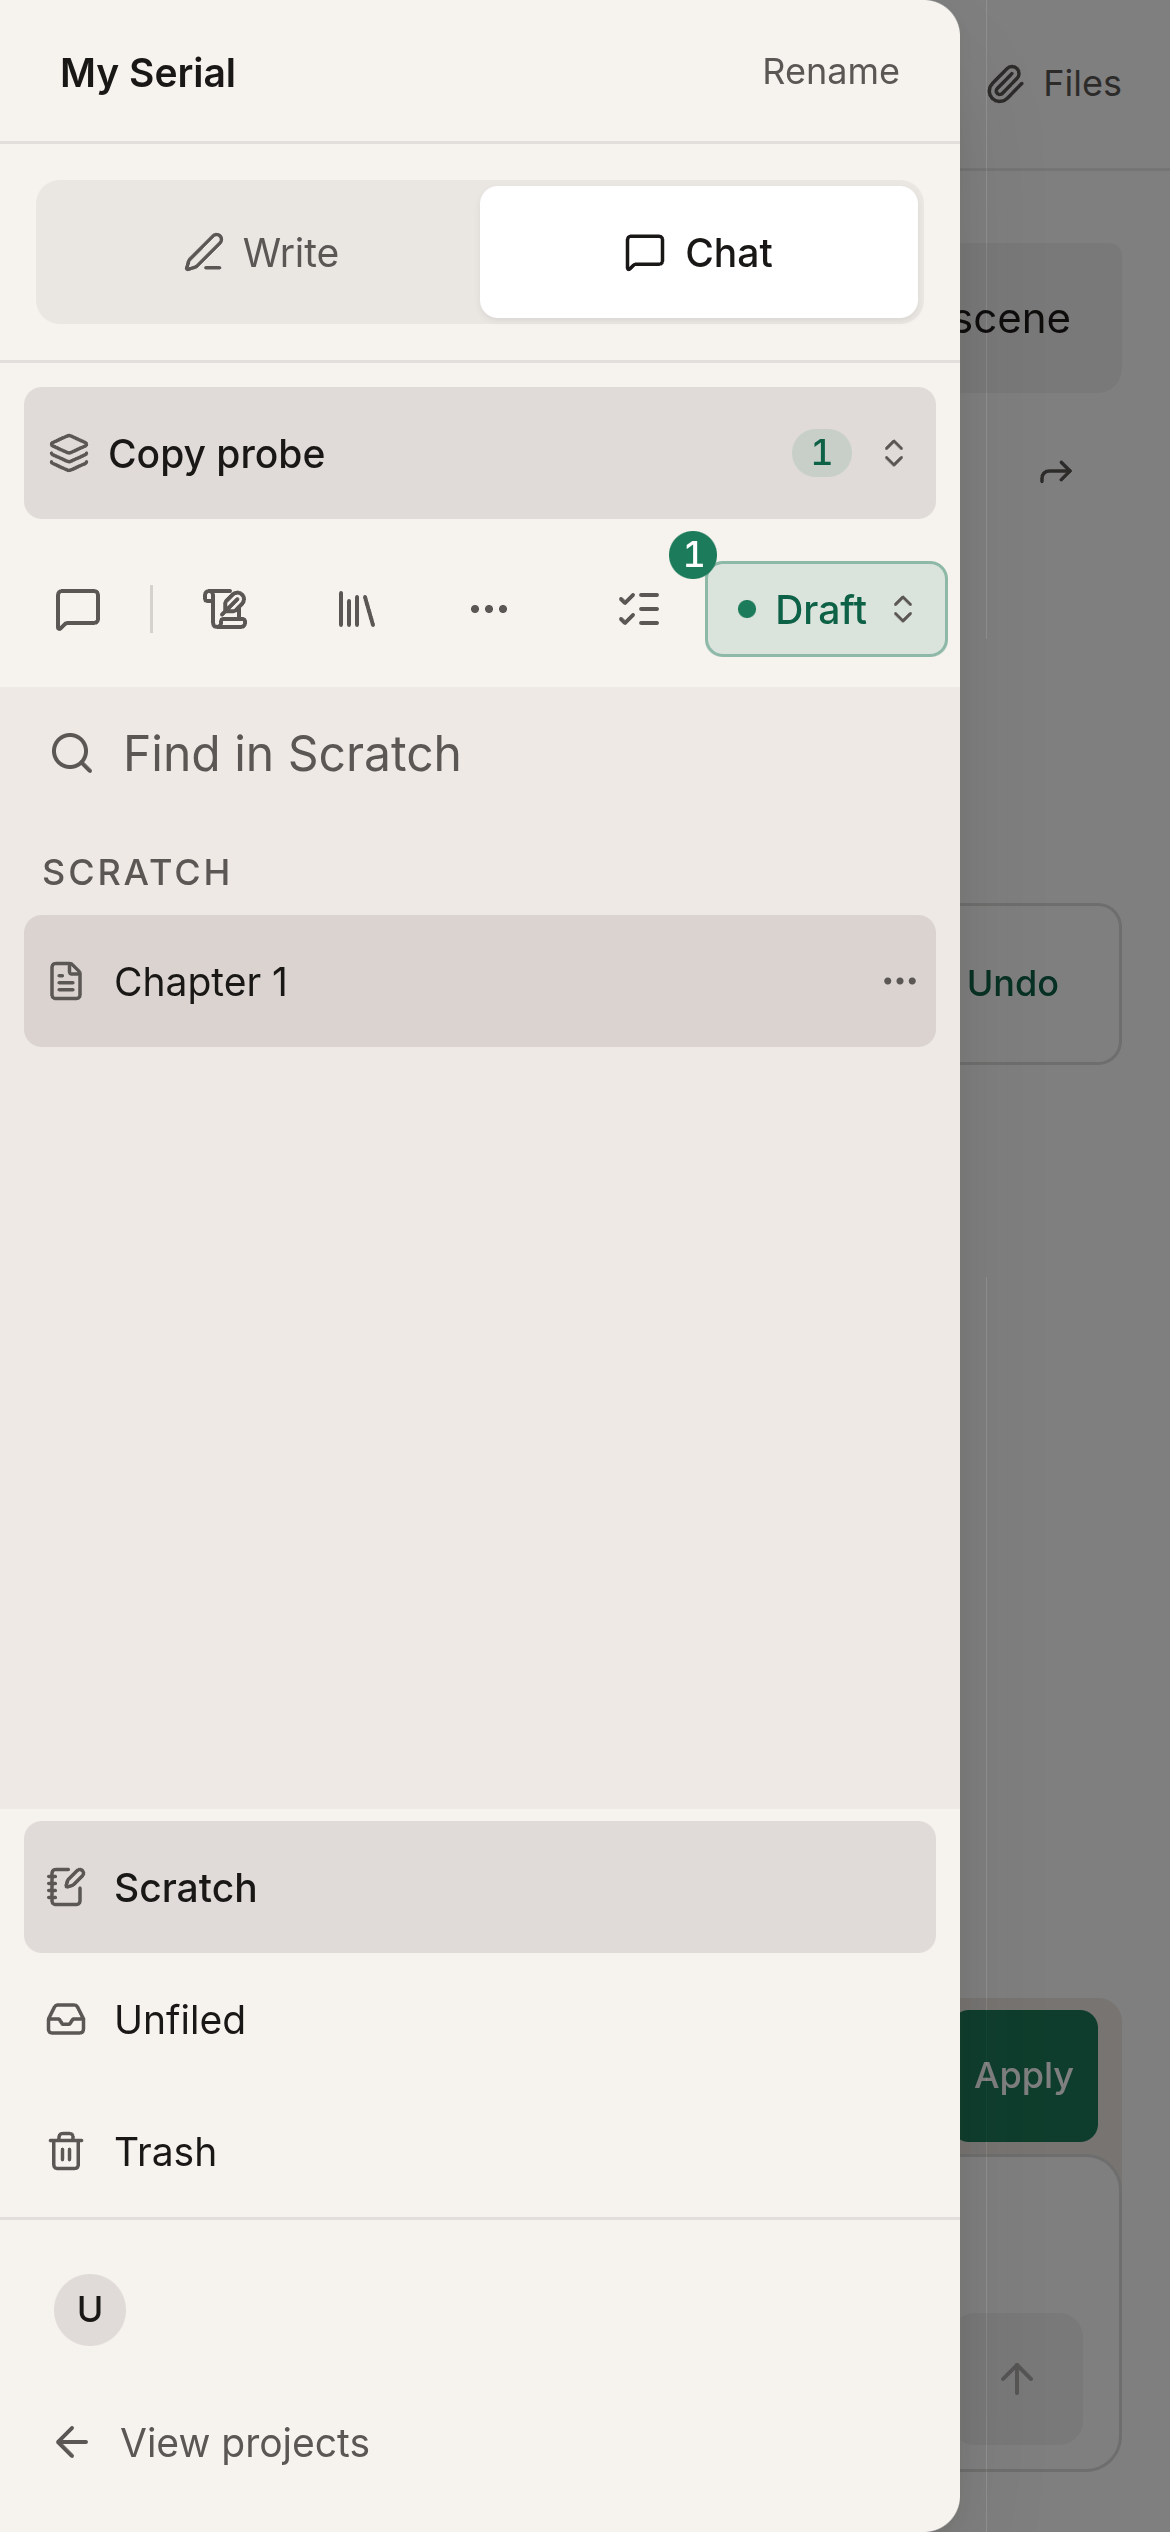 My Serial
Rename
Files
Write
Chat
scene
Copy probe
1
1
Draft
Find in Scratch
SCRATCH
Chapter 1
Undo
Scratch
Unfiled
Apply
Trash
U
View projects